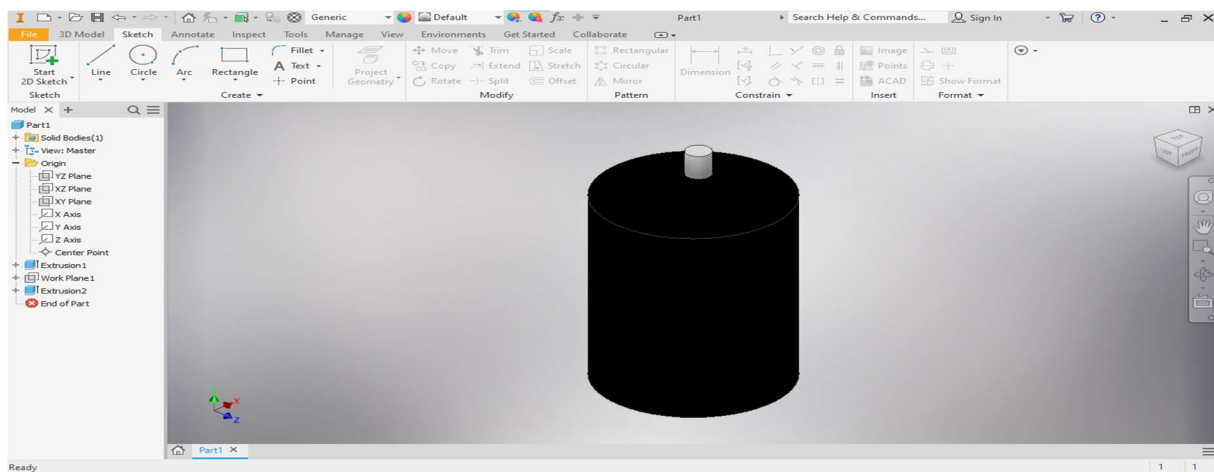 I Generic Default fx Part1 Search Help & Commands... Sign In
File 3D Model Sketch Annotate Inspect Tools Manage View Environments Get Started Collaborate
Fillet Move Trim Scale Rectangular Image
Text Copy Extend Stretch Circular Points
Start 2D Sketch Line Circle Arc Rectangle Point Project Geometry Rotate Split Offset Mirror Dimension ACAD Show Format
Sketch Create Modify Pattern Constrain Insert Format
Model × +
Part1
Solid Bodies(1)
View: Master
Origin
YZ Plane
XZ Plane
XY Plane
X Axis
Y Axis
Z Axis
Center Point
Extrusion1
Work Plane1
Extrusion2
End of Part
TOP
FRONT
X
Z
Part1 ×
Ready 1 1